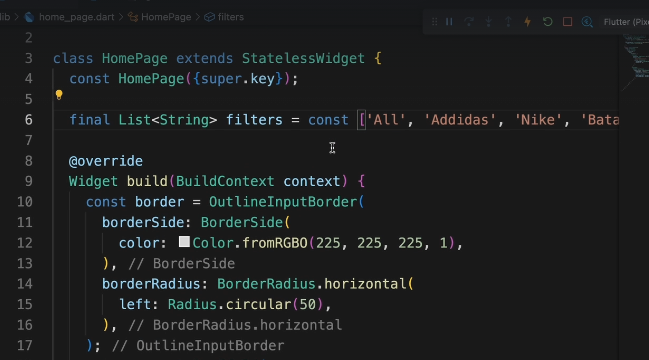 lib > home_page.dart > HomePage > filters
Flutter (Pix
2
3 class HomePage extends StatelessWidget {
4 const HomePage({super.key});
5
6 final List<String> filters = const ['All', 'Addidas', 'Nike', 'Bata
7
8 @override
9 Widget build(BuildContext context) {
10 const border = OutlineInputBorder(
11 borderSide: BorderSide(
12 color: Color.fromRGBO(225, 225, 225, 1),
13 ), // BorderSide
14 borderRadius: BorderRadius.horizontal(
15 left: Radius.circular(50),
16 ), // BorderRadius.horizontal
17 ); // OutlineInputBorder